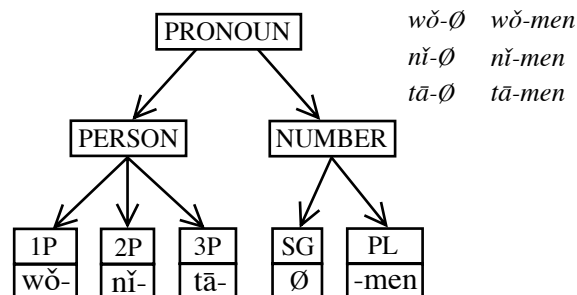 PRONOUN
wǒ-Ø wǒ-men
nǐ-Ø nǐ-men
tā-Ø tā-men
PERSON NUMBER
1P 2P 3P SG PL
wǒ- nǐ- tā- Ø -men